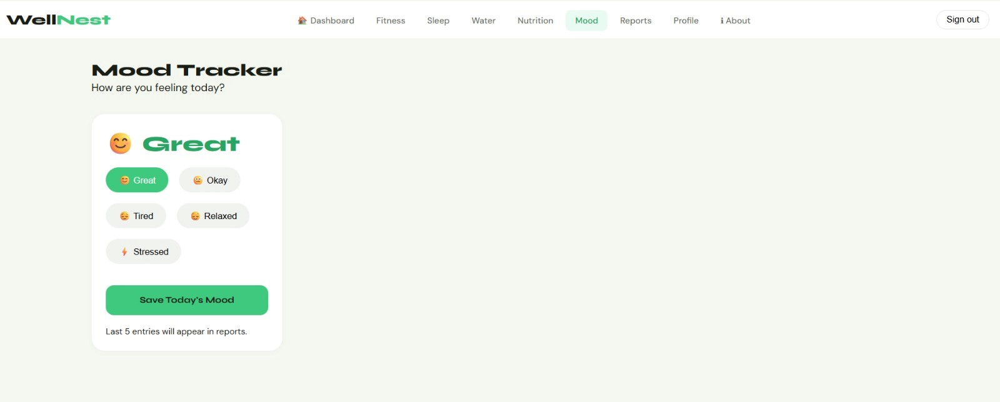 WellNest
🏠 Dashboard Fitness Sleep Water Nutrition Mood Reports Profile ℹ About
Sign out
Mood Tracker
How are you feeling today?
😊 Great
😊 Great 😐 Okay
😴 Tired 😌 Relaxed
⚡ Stressed
Save Today's Mood
Last 5 entries will appear in reports.